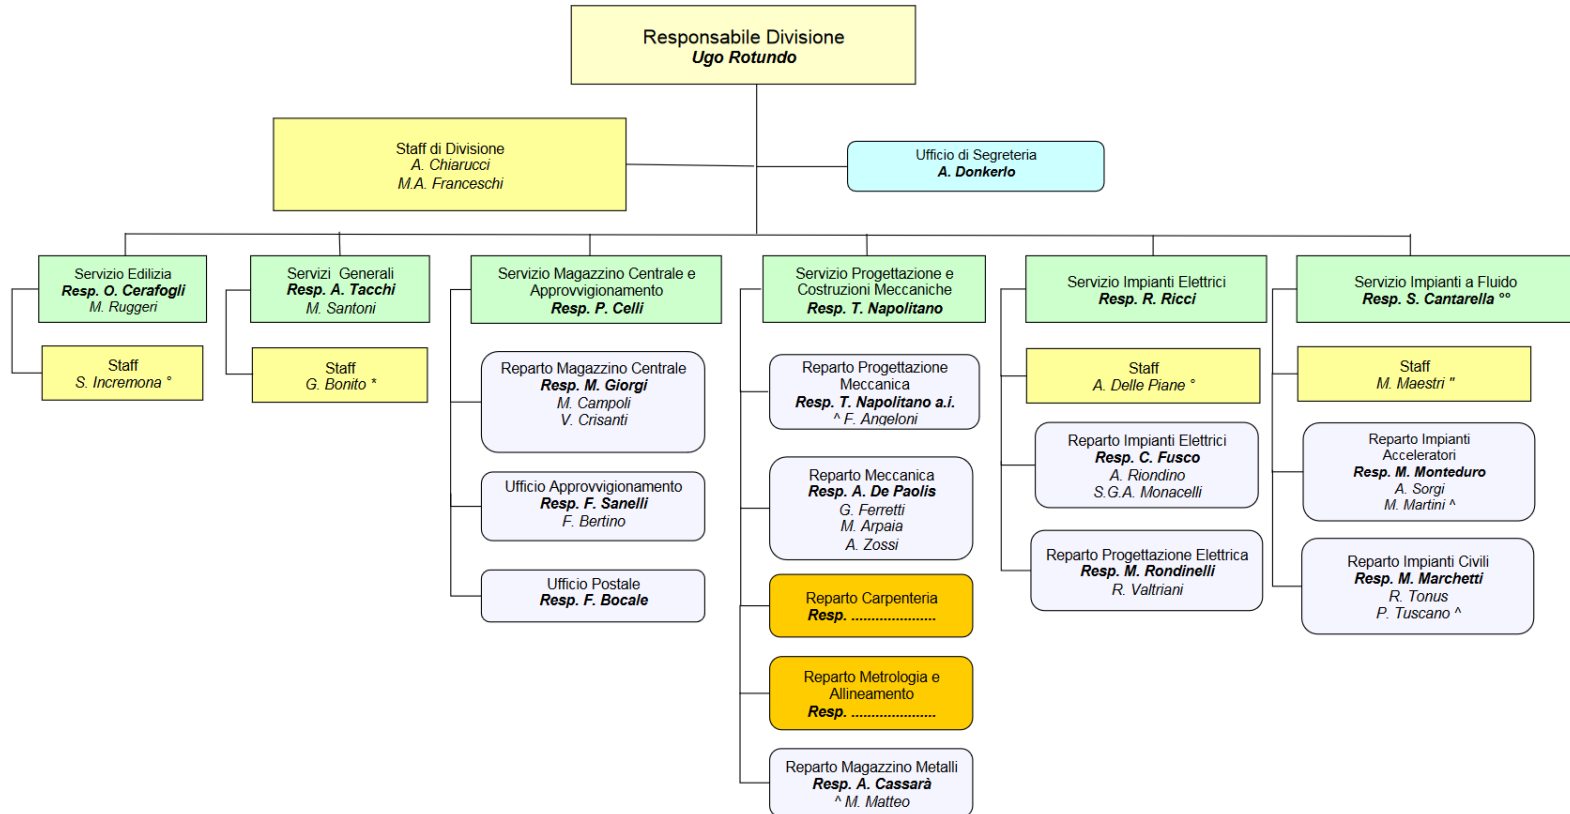 Responsabile Divisione
Ugo Rotundo
Staff di Divisione
A. Chiarucci
M.A. Franceschi
Ufficio di Segreteria
A. Donkerlo
Servizio Edilizia
Resp. O. Cerafogli
M. Ruggeri
Staff
S. Incremona °
Servizi Generali
Resp. A. Tacchi
M. Santoni
Staff
G. Bonito *
Servizio Magazzino Centrale e
Approvvigionamento
Resp. P. Celli
Reparto Magazzino Centrale
Resp. M. Giorgi
M. Campoli
V. Crisanti
Ufficio Approvvigionamento
Resp. F. Sanelli
F. Bertino
Ufficio Postale
Resp. F. Bocale
Servizio Progettazione e
Costruzioni Meccaniche
Resp. T. Napolitano
Reparto Progettazione
Meccanica
Resp. T. Napolitano a.i.
^ F. Angeloni
Reparto Meccanica
Resp. A. De Paolis
G. Ferretti
M. Arpaia
A. Zossi
Reparto Carpenteria
Resp. .....................
Reparto Metrologia e
Allineamento
Resp. .....................
Reparto Magazzino Metalli
Resp. A. Cassarà
^ M. Matteo
Servizio Impianti Elettrici
Resp. R. Ricci
Staff
A. Delle Piane °
Reparto Impianti Elettrici
Resp. C. Fusco
A. Riondino
S.G.A. Monacelli
Reparto Progettazione Elettrica
Resp. M. Rondinelli
R. Valtriani
Servizio Impianti a Fluido
Resp. S. Cantarella °°
Staff
M. Maestri "
Reparto Impianti
Acceleratori
Resp. M. Monteduro
A. Sorgi
M. Martini ^
Reparto Impianti Civili
Resp. M. Marchetti
R. Tonus
P. Tuscano ^